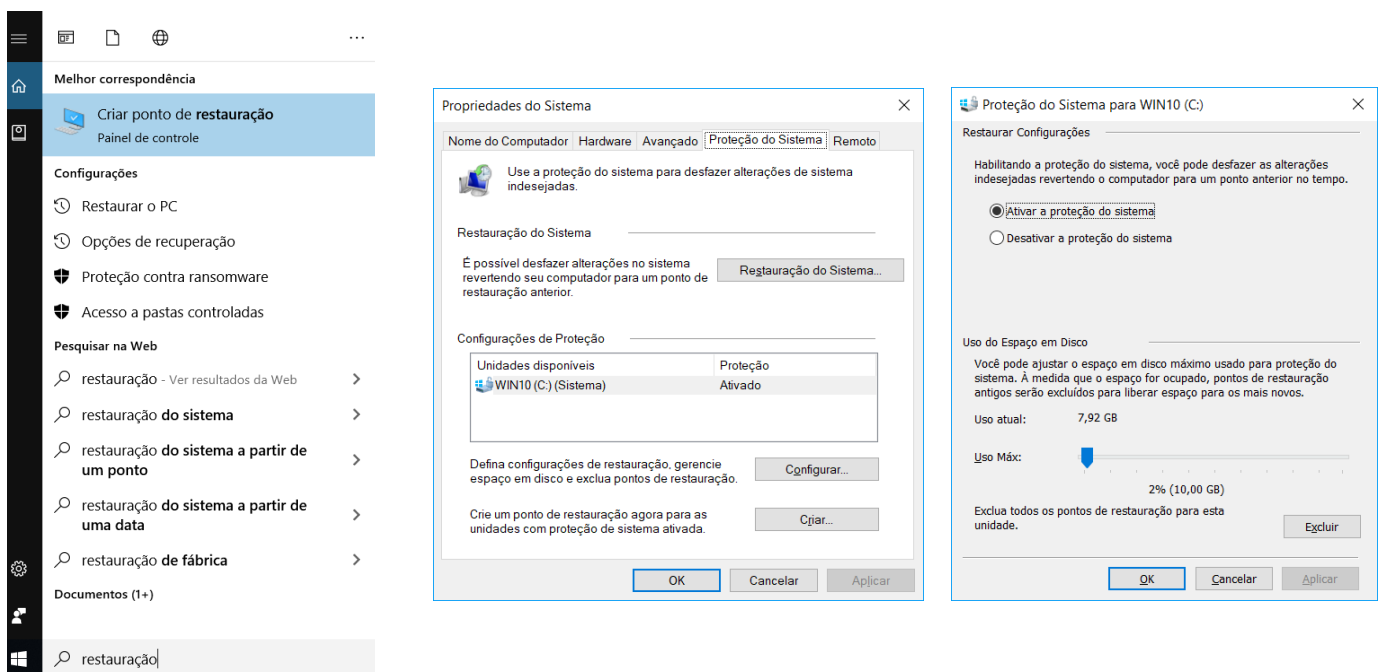 Melhor correspondência
Criar ponto de restauração
Painel de controle
Configurações
Restaurar o PC
Opções de recuperação
Proteção contra ransomware
Acesso a pastas controladas
Pesquisar na Web
restauração - Ver resultados da Web
restauração do sistema
restauração do sistema a partir de
um ponto
restauração do sistema a partir de
uma data
restauração de fábrica
Documentos (1+)
restauração
Propriedades do Sistema
Nome do Computador Hardware Avançado Proteção do Sistema Remoto
Use a proteção do sistema para desfazer alterações de sistema
indesejadas.
Restauração do Sistema
É possível desfazer alterações no sistema
revertendo seu computador para um ponto de
restauração anterior.
Restauração do Sistema...
Configurações de Proteção
Unidades disponíveis Proteção
WIN10 (C:) (Sistema) Ativado
Defina configurações de restauração, gerencie
espaço em disco e exclua pontos de restauração.
Configurar...
Crie um ponto de restauração agora para as
unidades com proteção de sistema ativada.
Criar...
OK Cancelar Aplicar
Proteção do Sistema para WIN10 (C:)
Restaurar Configurações
Habilitando a proteção do sistema, você pode desfazer as alterações
indesejadas revertendo o computador para um ponto anterior no tempo.
Ativar a proteção do sistema
Desativar a proteção do sistema
Uso do Espaço em Disco
Você pode ajustar o espaço em disco máximo usado para proteção do
sistema. À medida que o espaço for ocupado, pontos de restauração
antigos serão excluídos para liberar espaço para os mais novos.
Uso atual: 7,92 GB
Uso Máx:
2% (10,00 GB)
Exclua todos os pontos de restauração para esta
unidade.
Excluir
OK Cancelar Aplicar